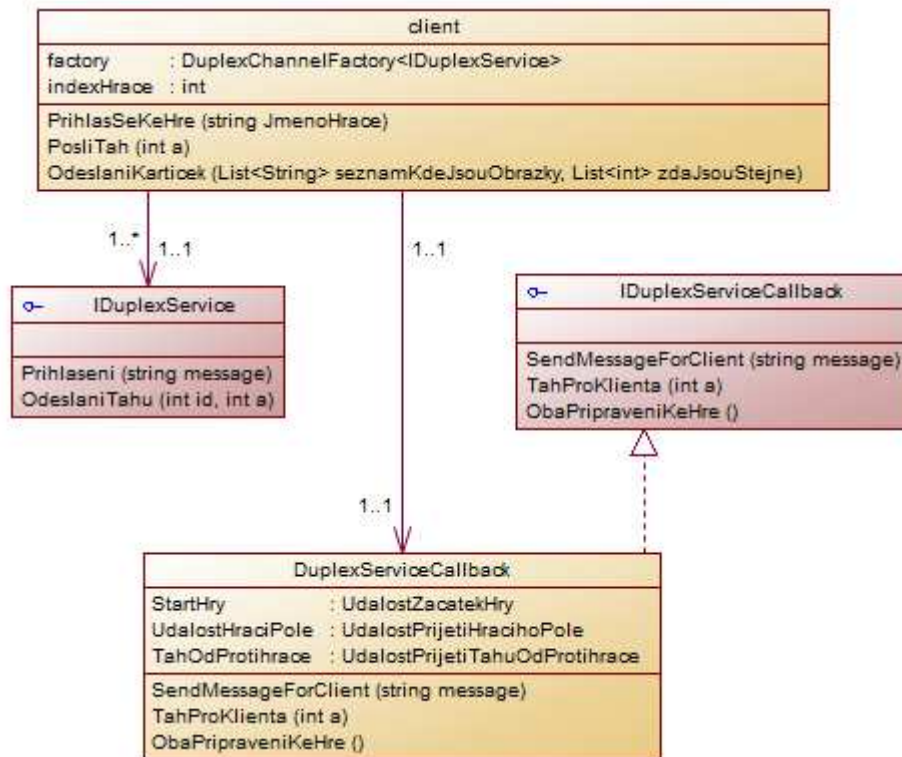 client
factory : DuplexChannelFactory<IDuplexService>
indexHrace : int
PrihlasSeKeHre (string JmenoHrace)
PosliTah (int a)
OdeslaniKarticek (List<String> seznamKdeJsouObrazky, List<int> zdaJsouStejne)
1..*
1..1
1..1
IDuplexService
Prihlaseni (string message)
OdeslaniTahu (int id, int a)
IDuplexServiceCallback
SendMessageForClient (string message)
TahProKlienta (int a)
ObaPripraveniKeHre ()
1..1
DuplexServiceCallback
StartHry : UdalostZacatekHry
UdalostHraciPole : UdalostPrijetiHracihoPole
TahOdProtihrace : UdalostPrijetiTahuOdProtihrace
SendMessageForClient (string message)
TahProKlienta (int a)
ObaPripraveniKeHre ()